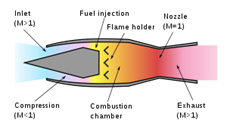 Inlet
(M>1)
Fuel injection
Flame holder
Nozzle
(M=1)
Compression
(M<1)
Combustion
chamber
Exhaust
(M>1)